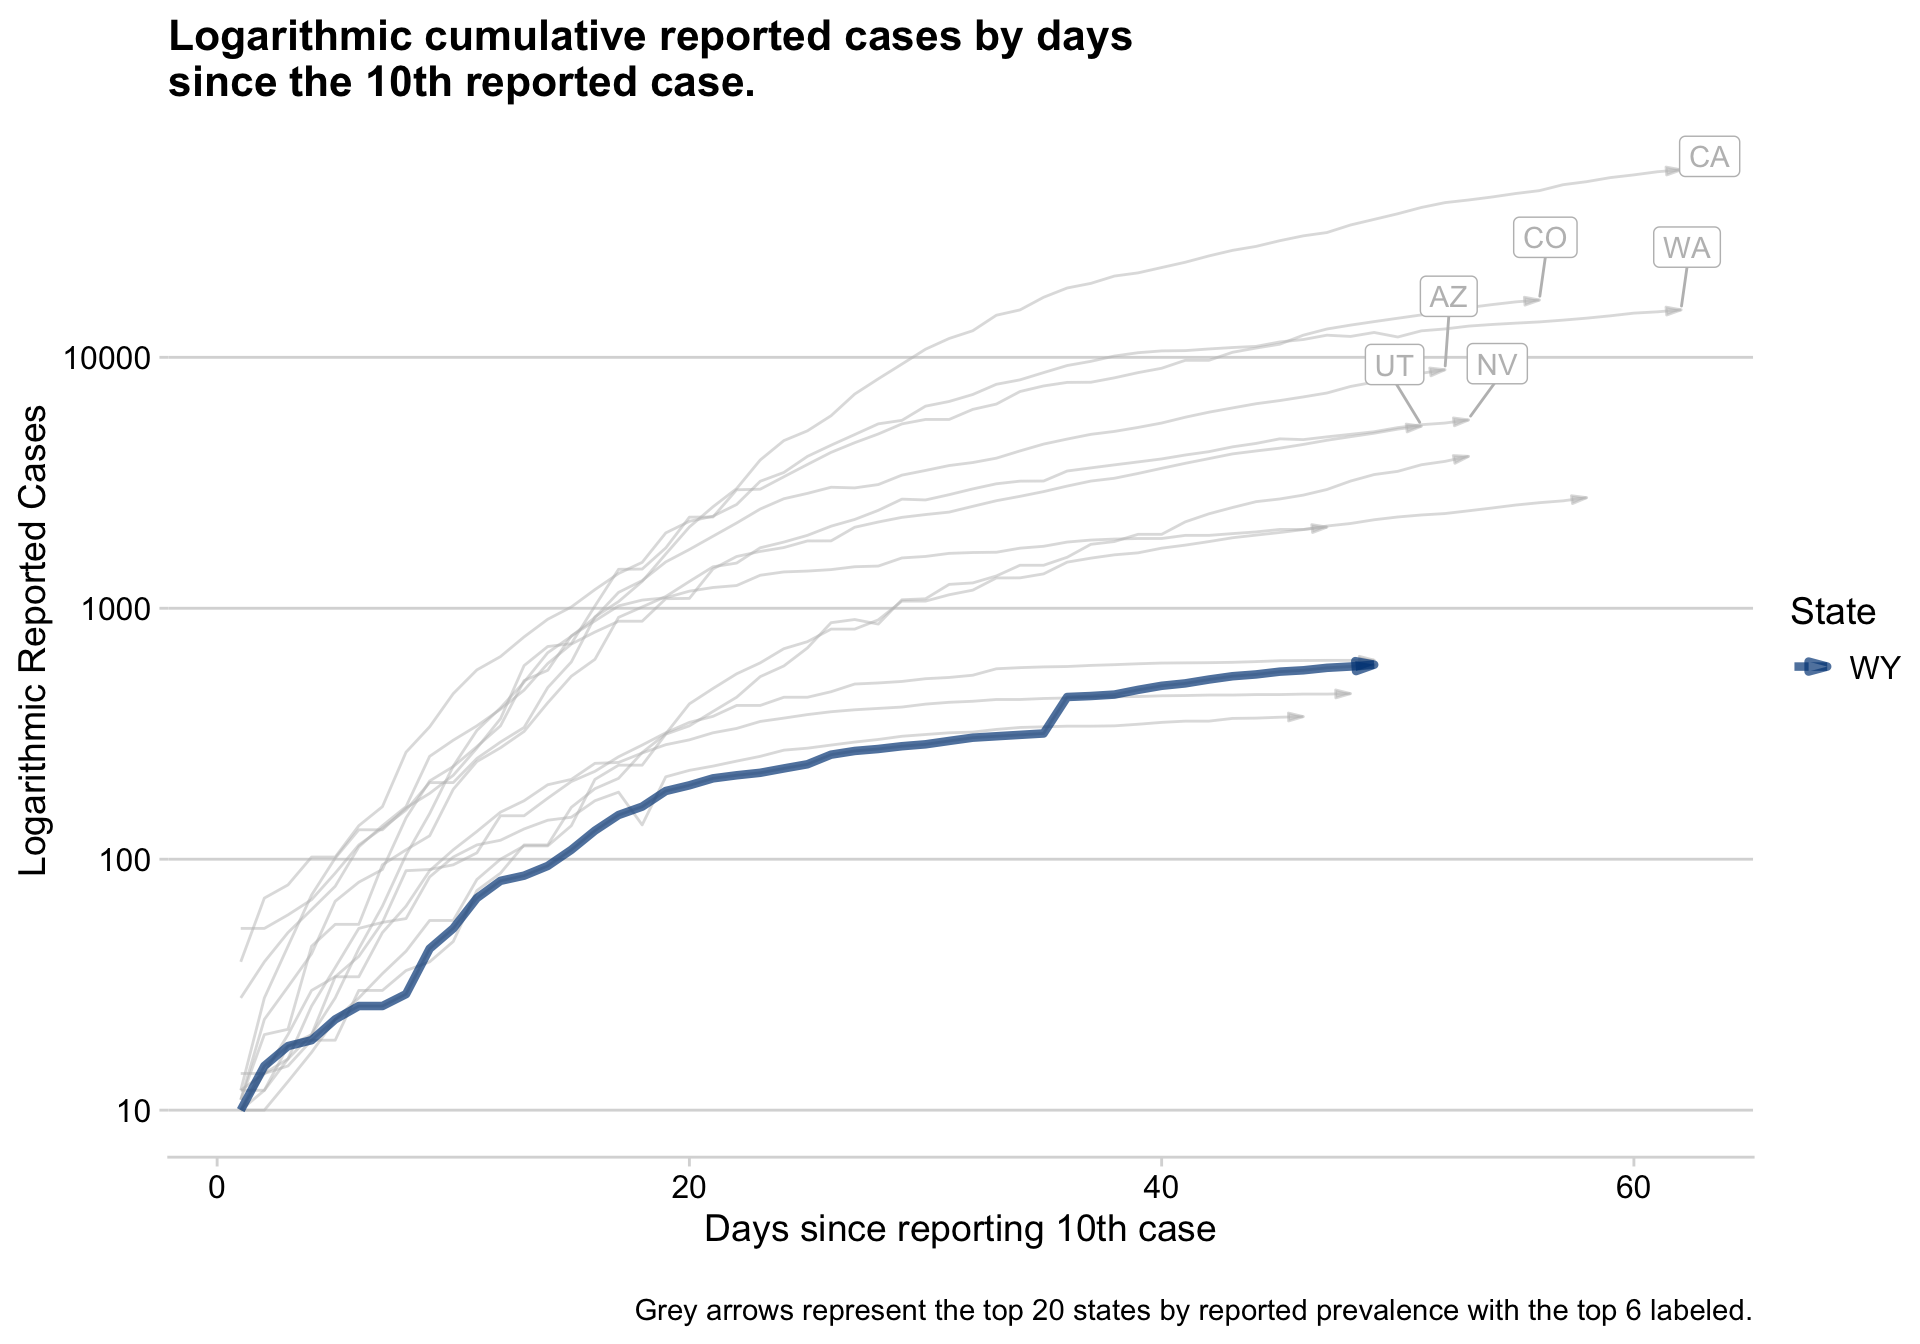 Logarithmic cumulative reported cases by days
since the 10th reported case.
CA
CO
WA
AZ
UT
NV
10000
1000
100
10
Logarithmic Reported Cases
State
WY
0
20
40
60
Days since reporting 10th case
Grey arrows represent the top 20 states by reported prevalence with the top 6 labeled.